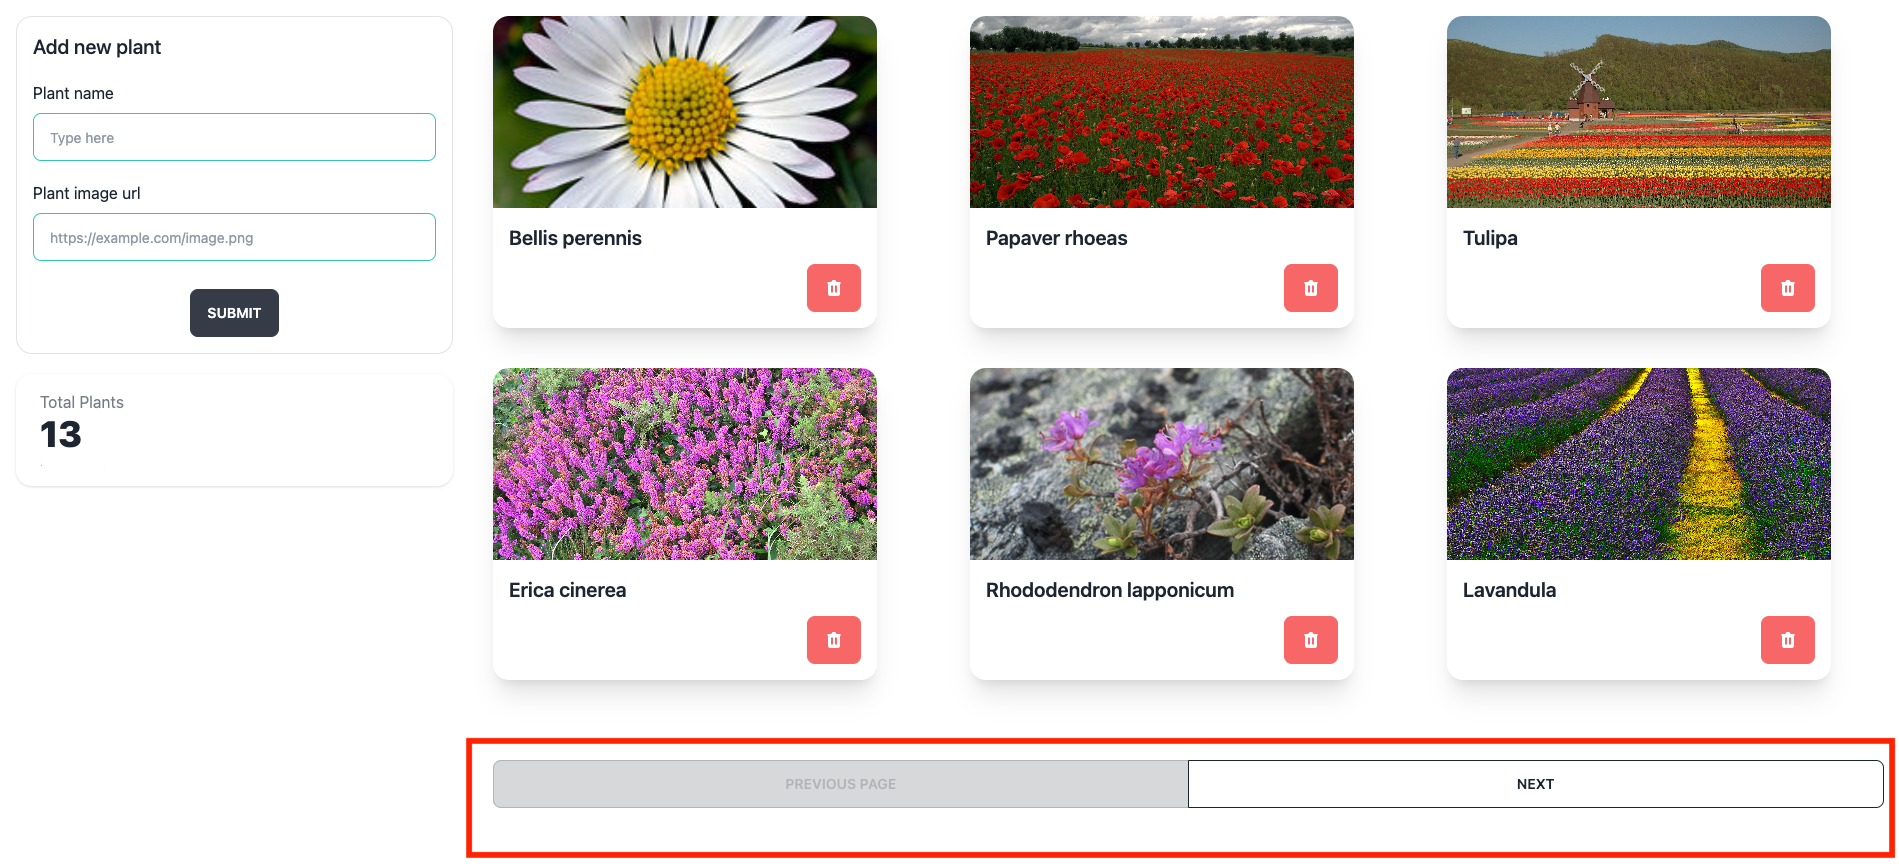 Add new plant
Plant name
Type here
Plant image url
https://example.com/image.png
SUBMIT
Total Plants
13
Bellis perennis
Papaver rhoeas
Tulipa
Erica cinerea
Rhododendron lapponicum
Lavandula
PREVIOUS PAGE
NEXT